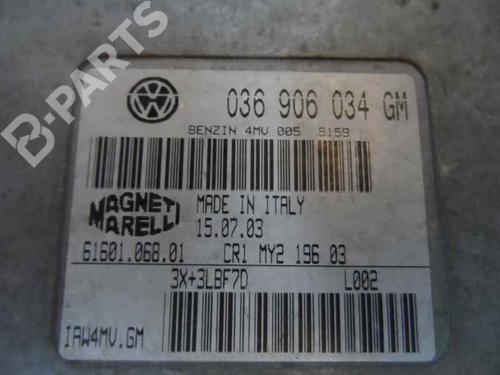 B-PARTS
036 906 034 GM
BENZIN 4MV 005 5159
MAGNETI MARELLI
MADE IN ITALY
15.07.03
61601.068.01 CR1 MY2 196 03
3X+3LBF7D L002
IAW4MV.GM